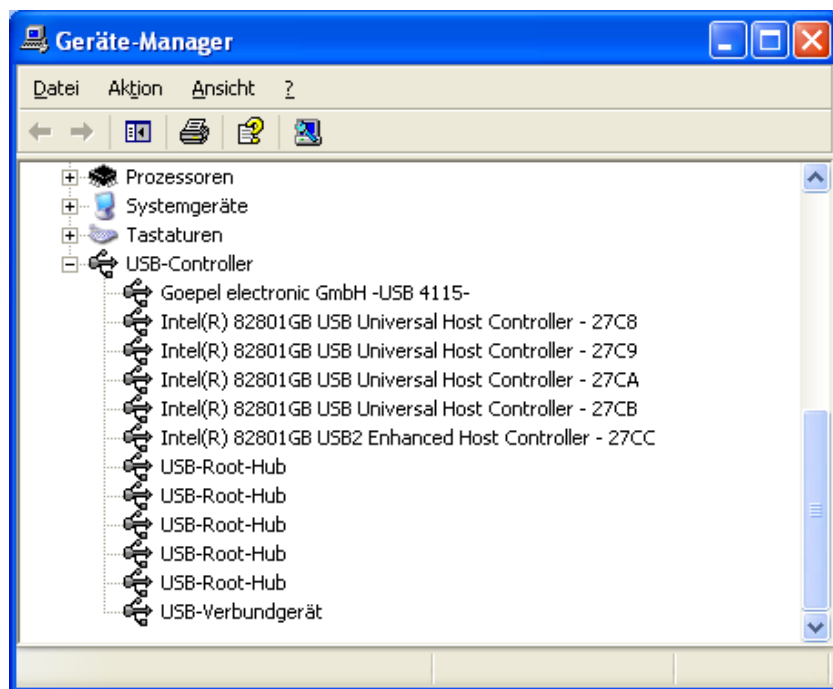 Geräte-Manager
Datei Aktion Ansicht ?
Prozessoren
Systemgeräte
Tastaturen
USB-Controller
Goepel electronic GmbH -USB 4115-
Intel(R) 82801GB USB Universal Host Controller - 27C8
Intel(R) 82801GB USB Universal Host Controller - 27C9
Intel(R) 82801GB USB Universal Host Controller - 27CA
Intel(R) 82801GB USB Universal Host Controller - 27CB
Intel(R) 82801GB USB2 Enhanced Host Controller - 27CC
USB-Root-Hub
USB-Root-Hub
USB-Root-Hub
USB-Root-Hub
USB-Root-Hub
USB-Verbundgerät